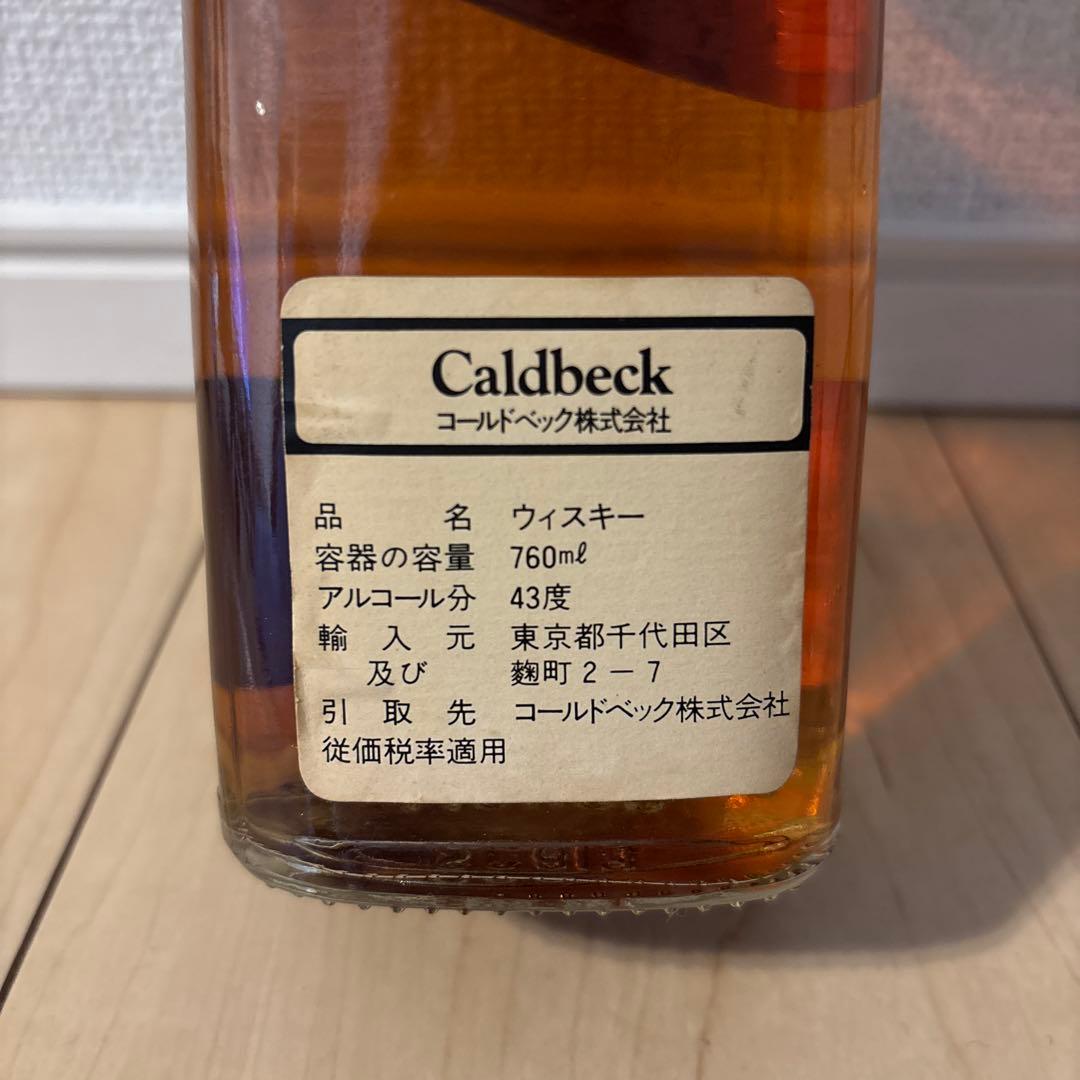 Caldbeck
コールドベック株式会社
品名 ウィスキー
容器の容量 760mℓ
アルコール分 43度
輸入元 東京都千代田区
及び 麴町2-7
引取先 コールドベック株式会社
従価税率適用